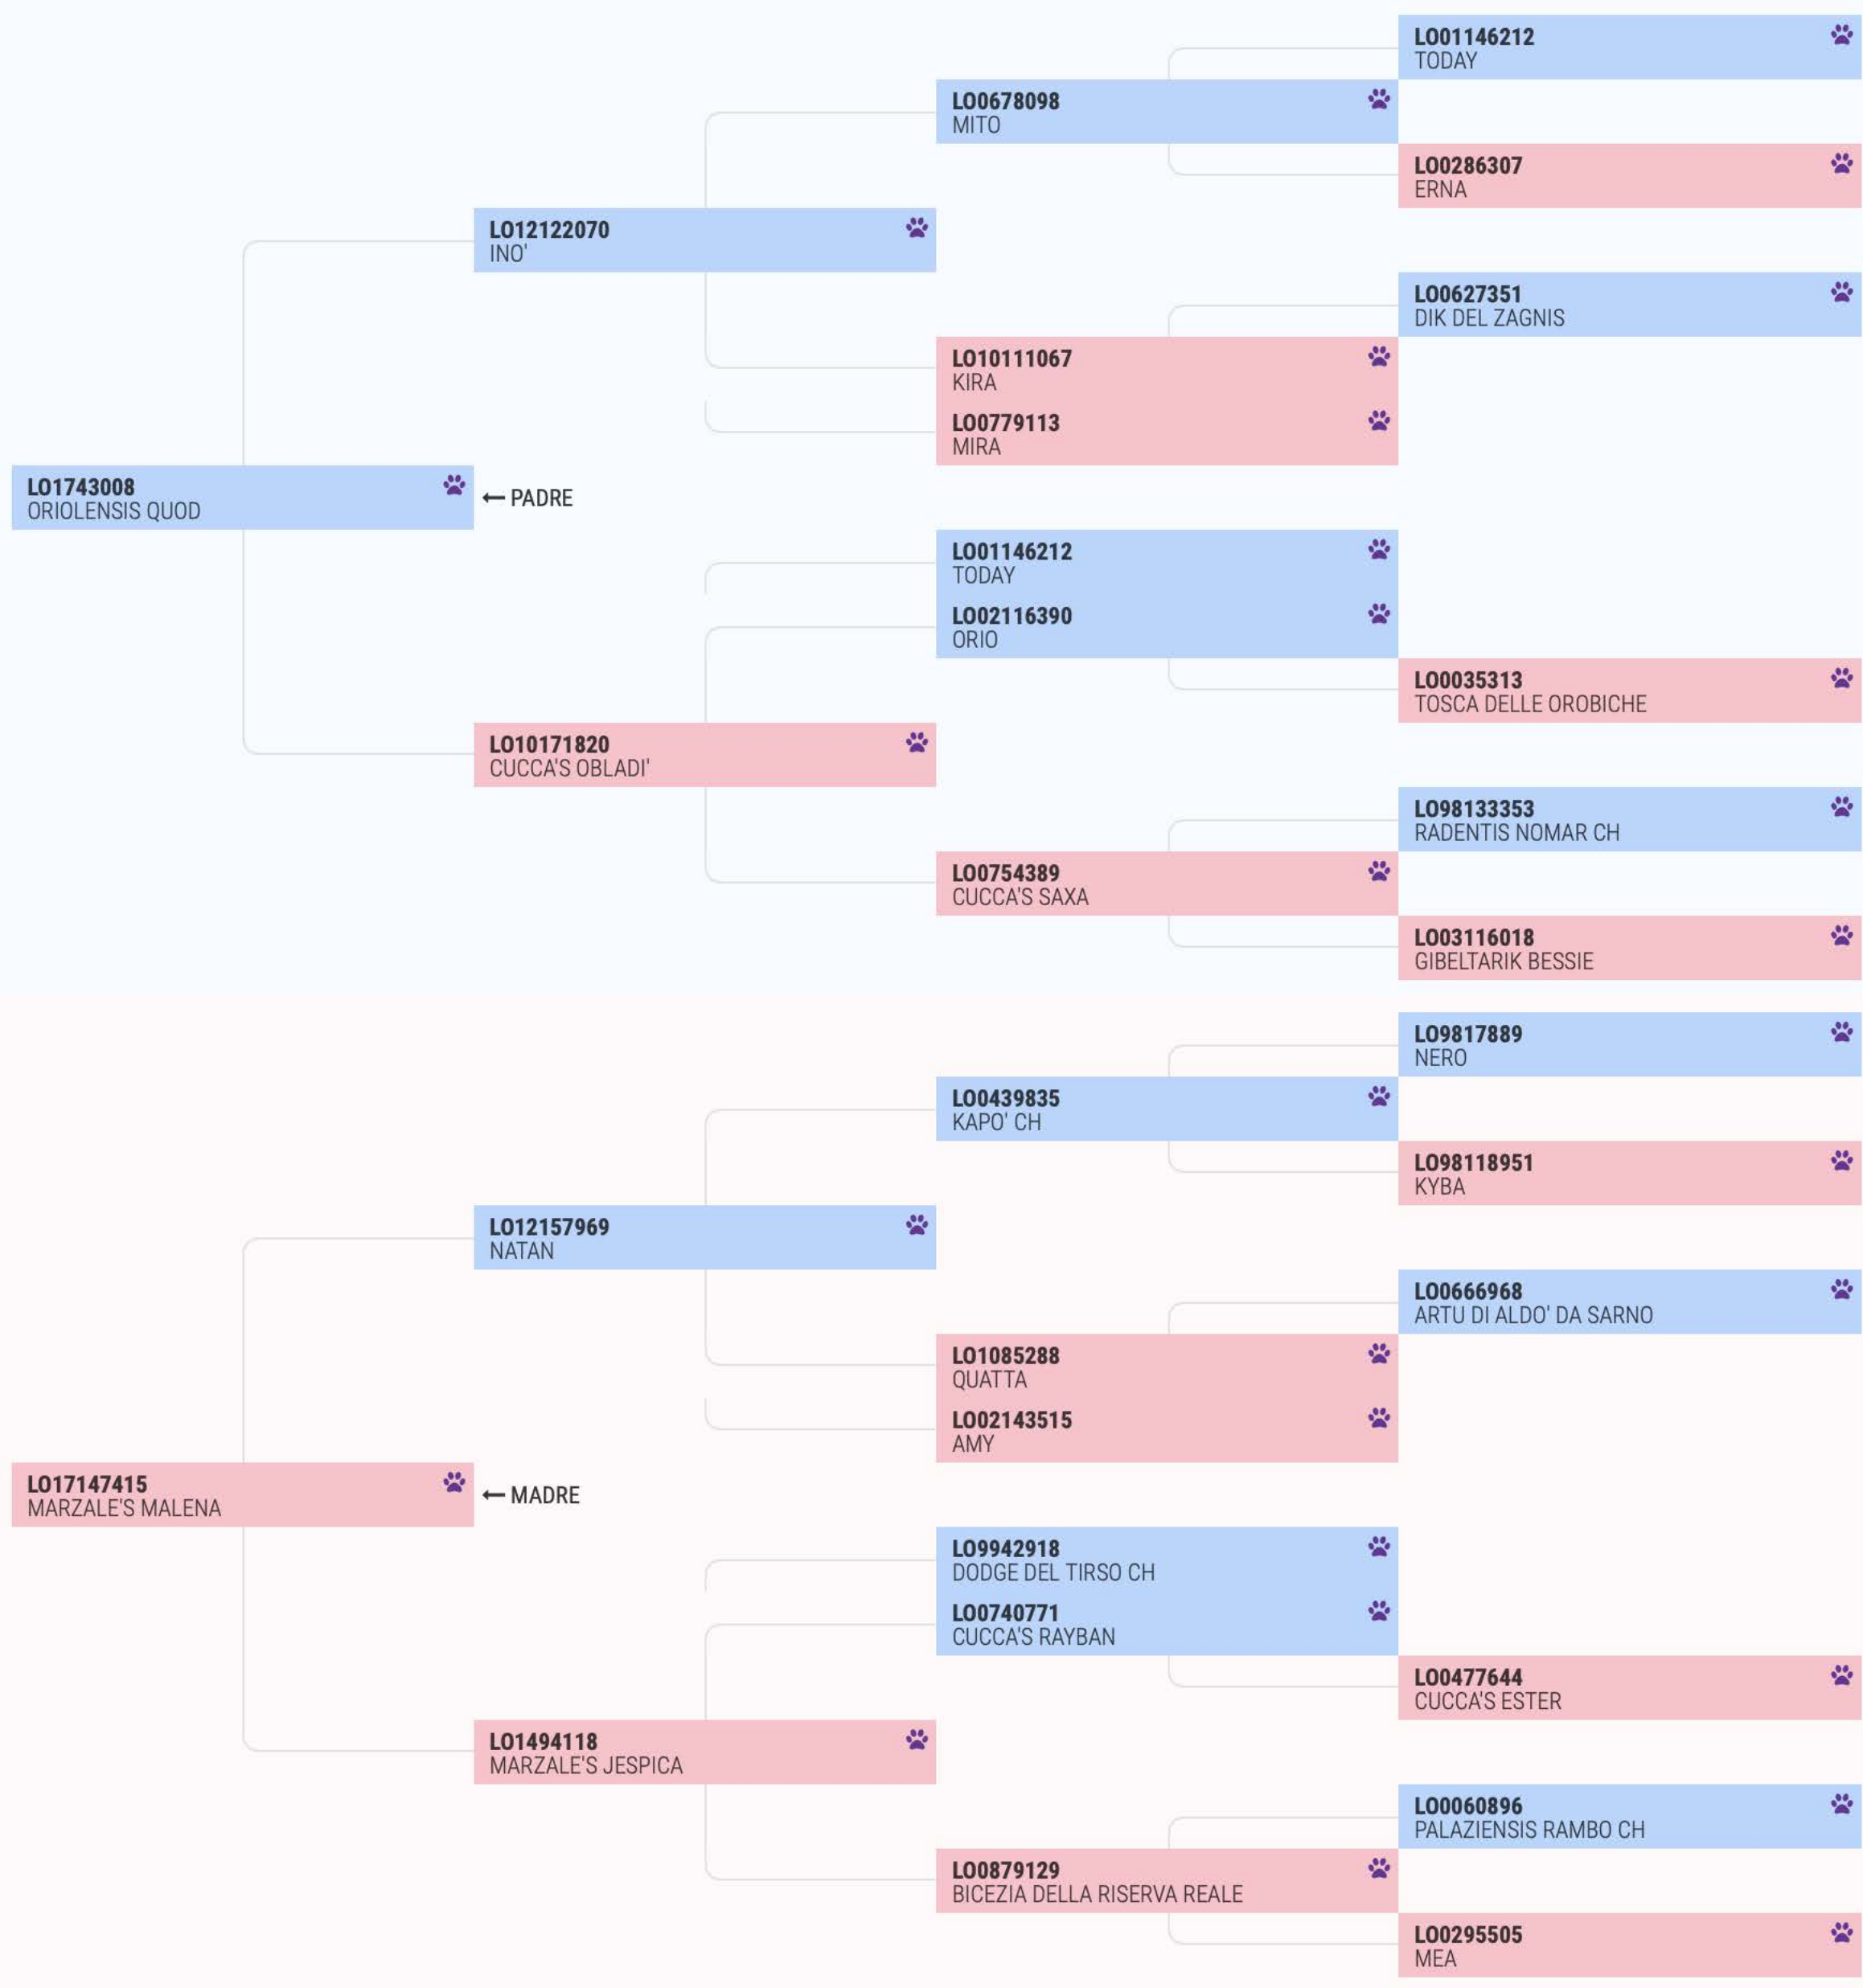 LO01146212
TODAY
LO0678098
MITO
LO0286307
ERNA
LO12122070
INO'
LO0627351
DIK DEL ZAGNIS
LO10111067
KIRA
LO0779113
MIRA
LO1743008
ORIOLENSIS QUOD
← PADRE
LO01146212
TODAY
LO02116390
ORIO
LO0035313
TOSCA DELLE OROBICHE
LO10171820
CUCCA'S OBLADI'
LO98133353
RADENTIS NOMAR CH
LO0754389
CUCCA'S SAXA
LO03116018
GIBELTARIK BESSIE
LO9817889
NERO
LO0439835
KAPO' CH
LO98118951
KYBA
LO12157969
NATAN
LO0666968
ARTU DI ALDO' DA SARNO
LO1085288
QUATTA
LO02143515
AMY
LO17147415
MARZALE'S MALENA
← MADRE
LO9942918
DODGE DEL TIRSO CH
LO0740771
CUCCA'S RAYBAN
LO0477644
CUCCA'S ESTER
LO1494118
MARZALE'S JESPICA
LO0060896
PALAZIENSIS RAMBO CH
LO0879129
BICEZIA DELLA RISERVA REALE
LO0295505
MEA